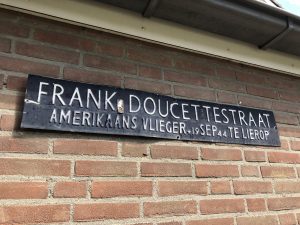 FRANK DOUCETTESTRAAT
AMERIKAANS VLIEGER + 19 SEP 44 TE LIEROP